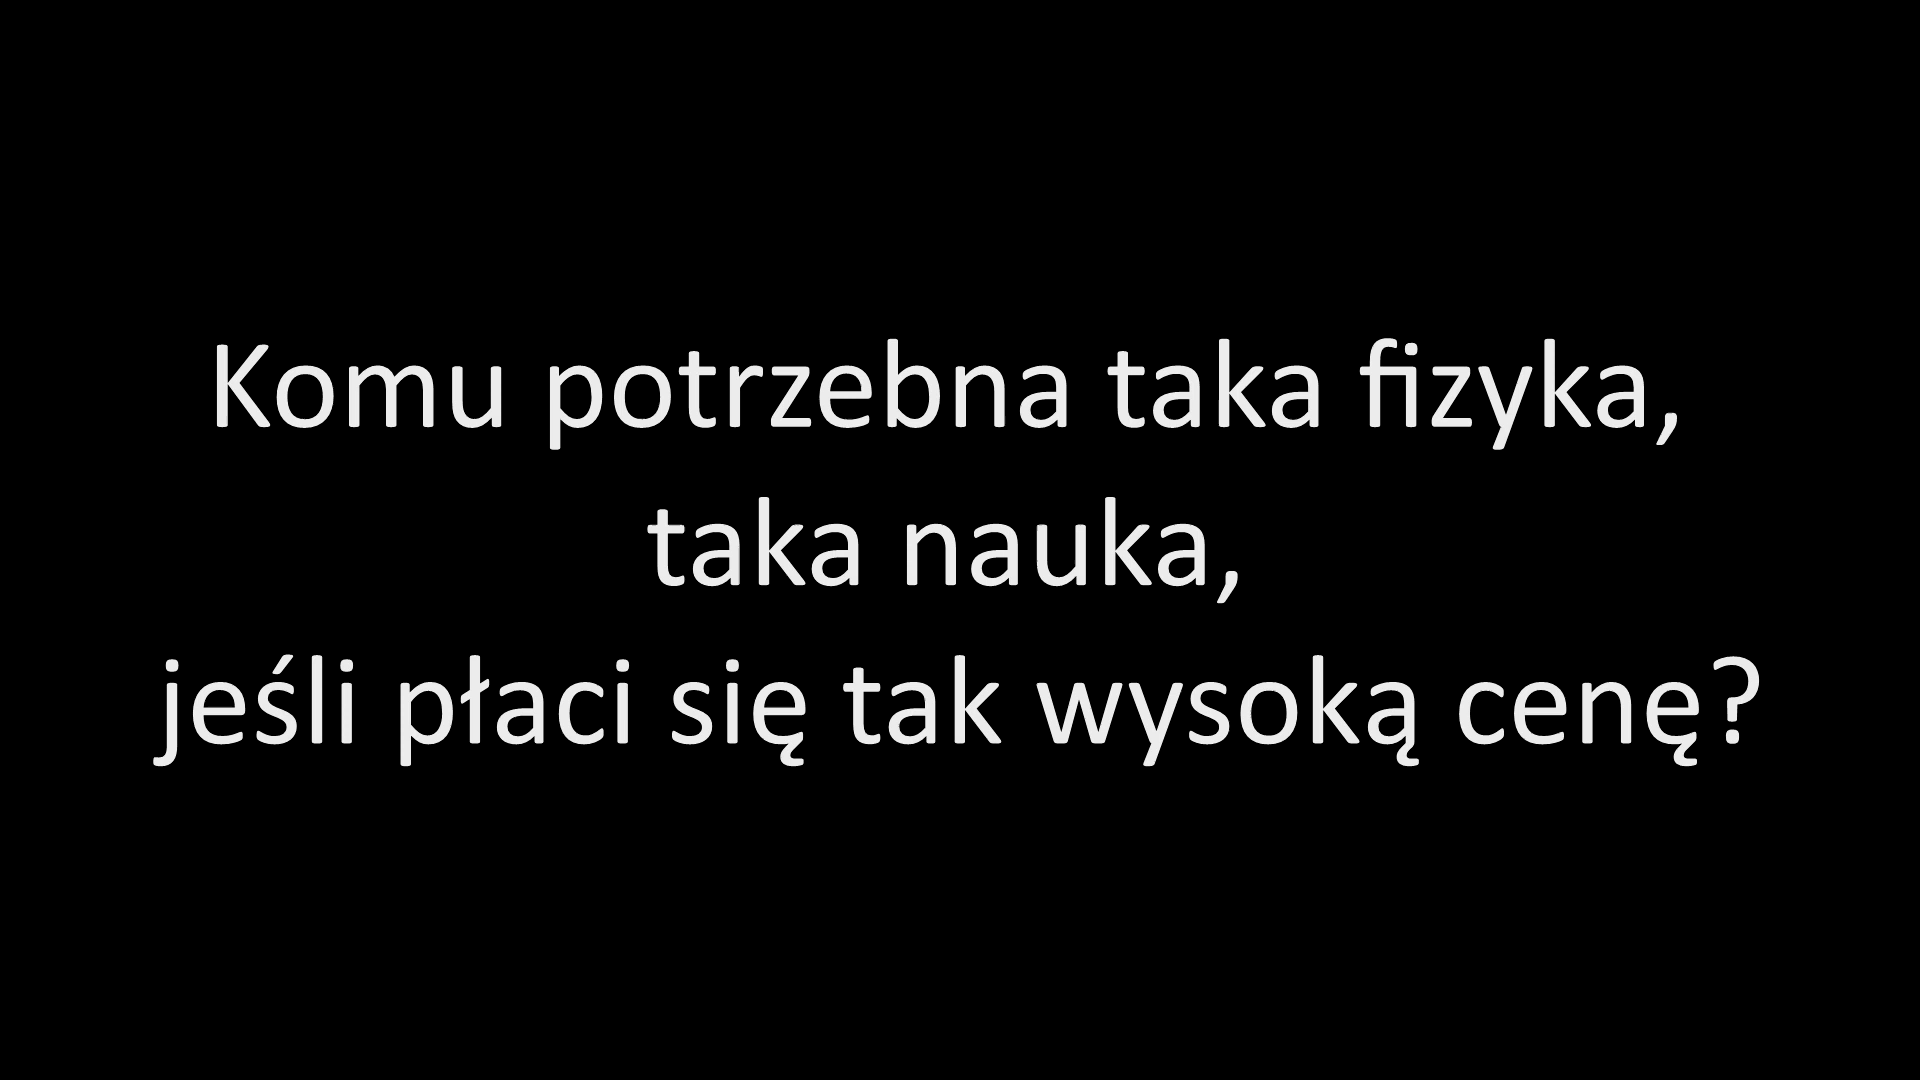 Komu potrzebna taka fizyka,
taka nauka,
jeśli płaci się tak wysoką cenę?